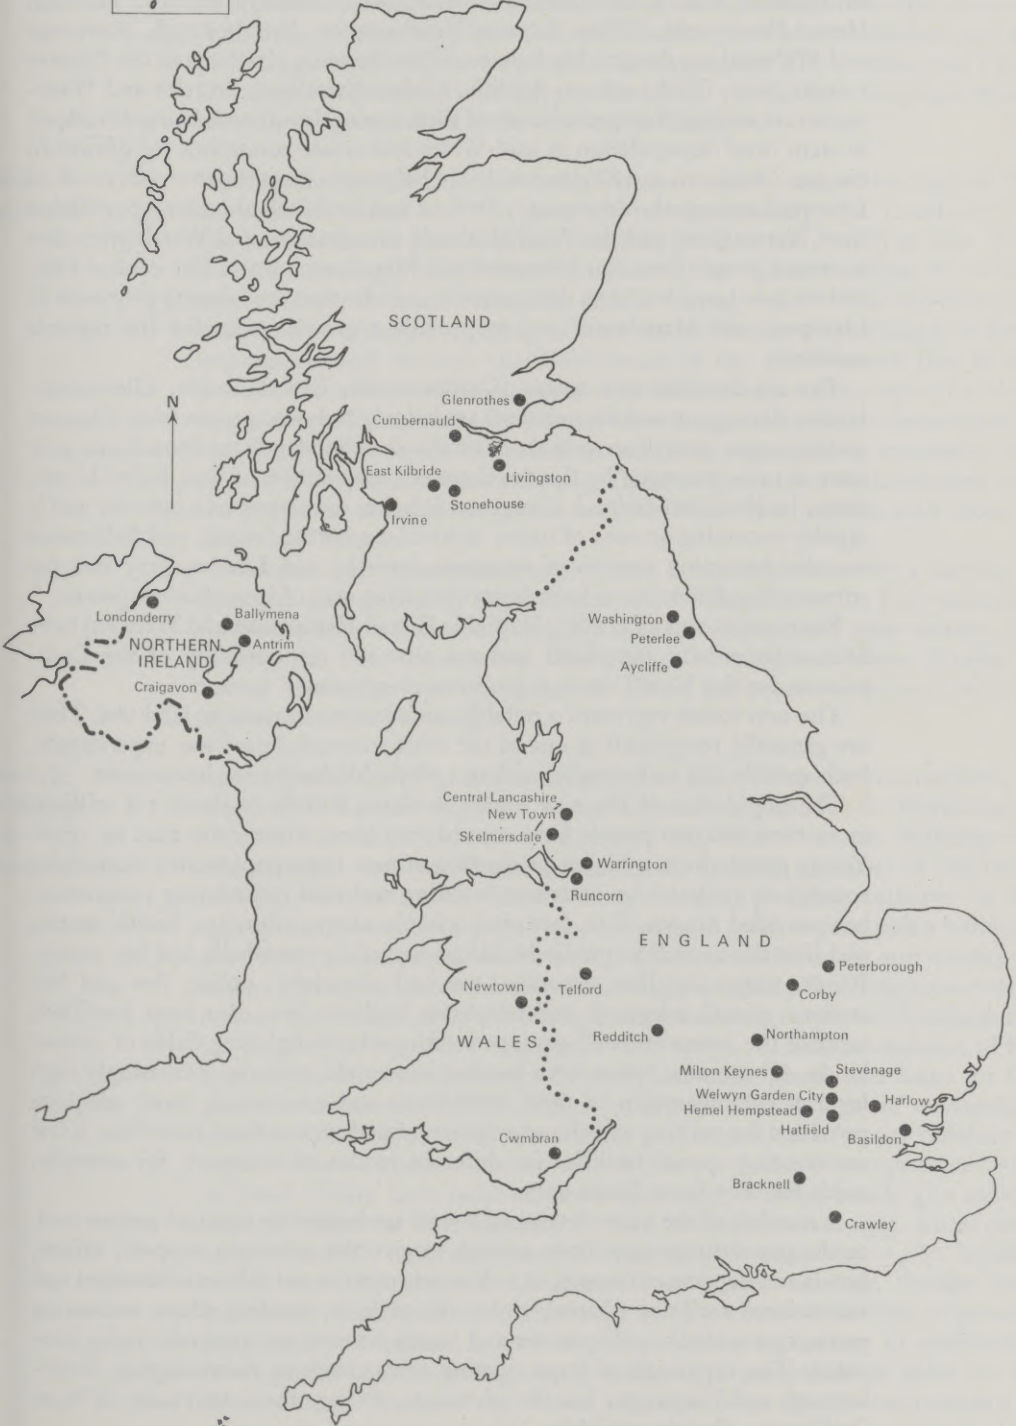 SCOTLAND
N
Glenrothes
Cumbernauld
East Kilbride
Livingston
Stonehouse
Irvine
Londonderry
Ballymena
NORTHERN
IRELAND
Antrim
Craigavon
Washington
Peterlee
Aycliffe
Central Lancashire
New Town
Skelmersdale
Warrington
Runcorn
ENGLAND
Peterborough
Corby
Newtown
Telford
WALES
Redditch
Northampton
Milton Keynes
Stevenage
Welwyn Garden City
Hemel Hempstead
Harlow
Hatfield
Basildon
Cwmbran
Bracknell
Crawley